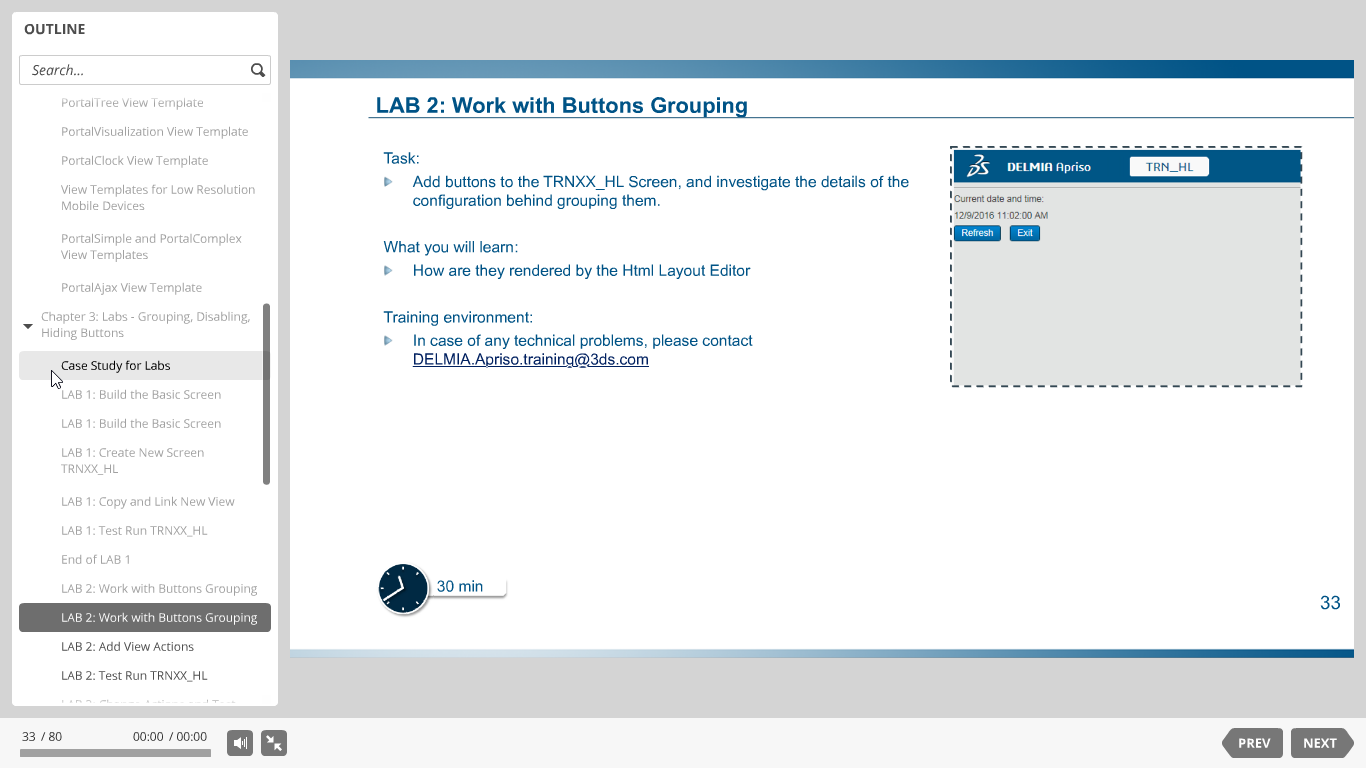 OUTLINE
Search...
PortalTree View Template
PortalVisualization View Template
PortalClock View Template
View Templates for Low Resolution
Mobile Devices
PortalSimple and PortalComplex
View Templates
PortalAjax View Template
Chapter 3: Labs - Grouping, Disabling,
Hiding Buttons
Case Study for Labs
LAB 1: Build the Basic Screen
LAB 1: Build the Basic Screen
LAB 1: Create New Screen
TRNXX_HL
LAB 1: Copy and Link New View
LAB 1: Test Run TRNXX_HL
End of LAB 1
LAB 2: Work with Buttons Grouping
LAB 2: Work with Buttons Grouping
LAB 2: Add View Actions
LAB 2: Test Run TRNXX_HL
LAB 2: Work with Buttons Grouping
Task:
Add buttons to the TRNXX_HL Screen, and investigate the details of the
configuration behind grouping them.
What you will learn:
How are they rendered by the Html Layout Editor
Training environment:
In case of any technical problems, please contact
DELMIA.Apriso.training@3ds.com
DELMIA Apriso
TRN_HL
Current date and time:
12/9/2016 11:02:00 AM
Refresh Exit
30 min
33
33 / 80 00:00 / 00:00
PREV NEXT